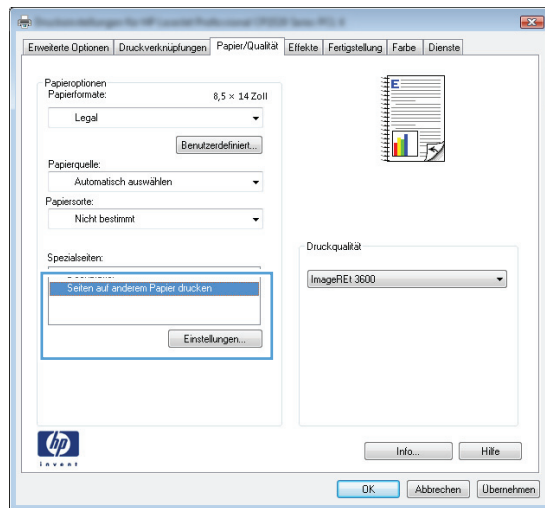 Erweiterte Optionen Druckverknüpfungen Papier/Qualität Effekte Fertigstellung Farbe Dienste
Papieroptionen
Papierformate: 8,5 × 14 Zoll
Legal
Benutzerdefiniert...
Papierquelle:
Automatisch auswählen
Papiersorte:
Nicht bestimmt
Spezialseiten:
Seiten auf anderem Papier drucken
Einstellungen...
E
Druckqualität
ImageREt 3600
hp
invent
Info... Hilfe
OK Abbrechen Übernehmen